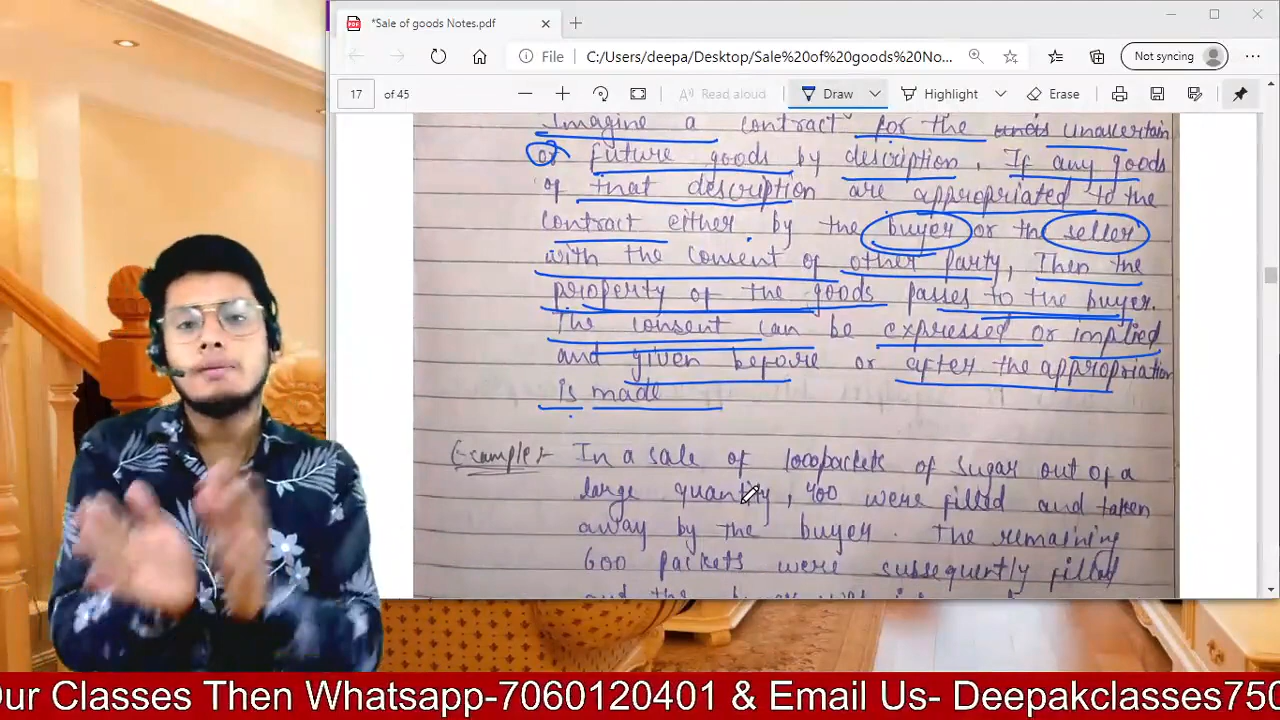 *Sale of goods Notes.pdf
File
C:/Users/deepa/Desktop/Sale%20of%20goods%20No...
Not syncing
17 of 45
Read aloud
Draw
Highlight
Erase
Imagine a contract for the unascertain
or future goods by description. If any goods
of that description are appropriated to the
contract either by the buyer or the seller
with the consent of other party, Then the
property of the goods passes to the buyer.
The consent can be expressed or implied
and given before or after the appropriation
is made
Example:- In a sale of 1000packets of sugar out of a
large quantity, 400 were filled and taken
away by the buyer. The remaining
600 packets were subsequently filled
and the
Our Classes Then Whatsapp-7060120401 & Email Us- Deepakclasses750